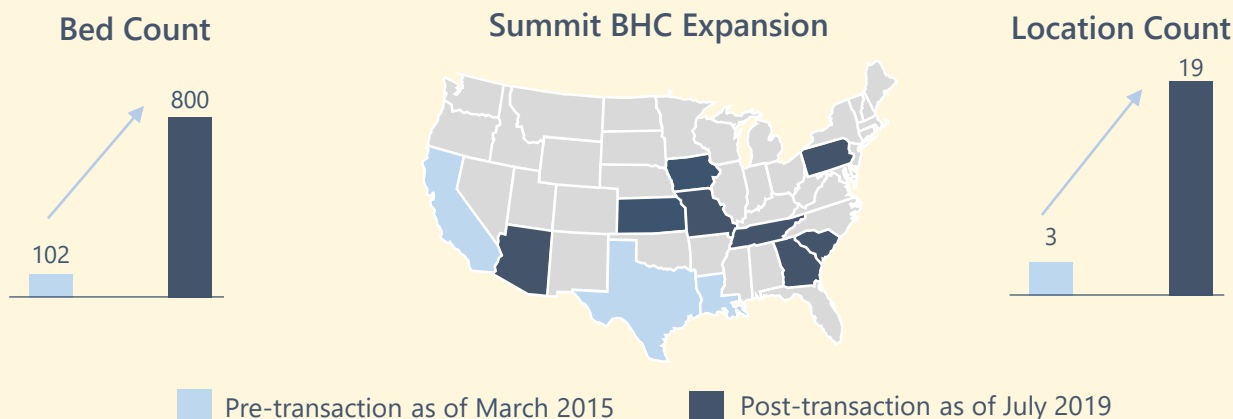 Bed Count
800
102
Summit BHC Expansion
Location Count
19
3
Pre-transaction as of March 2015
Post-transaction as of July 2019